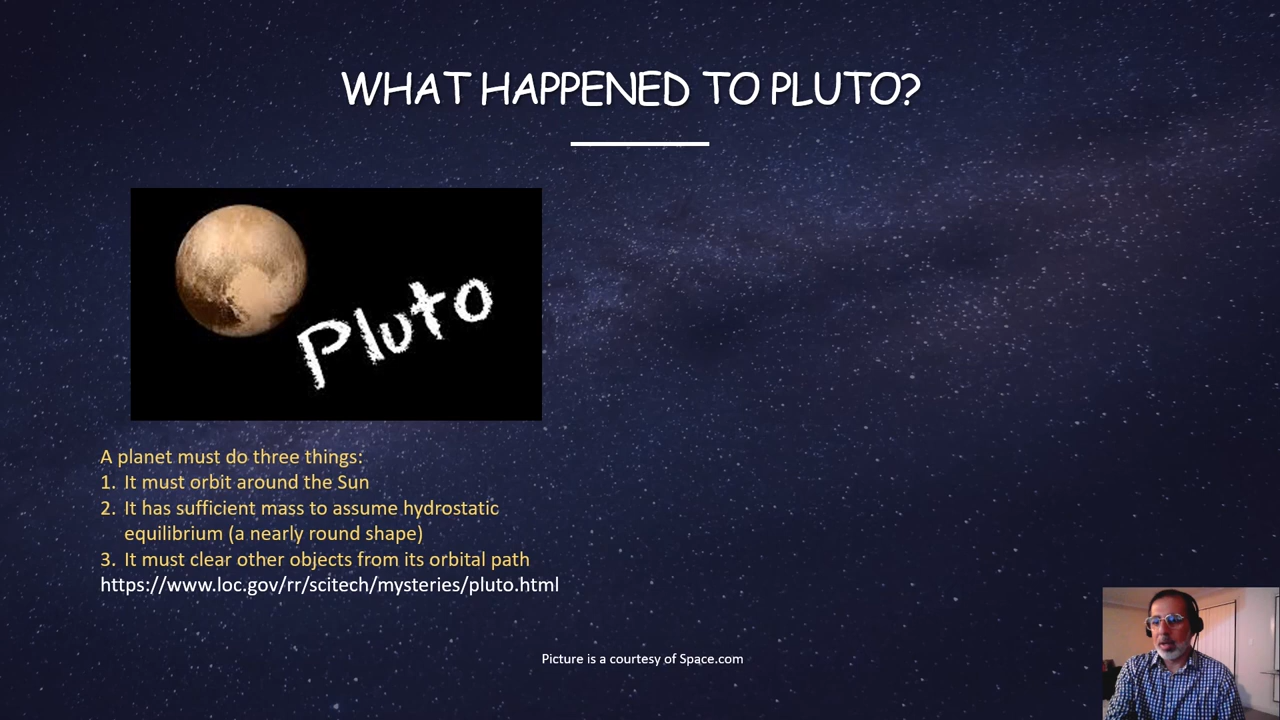 WHAT HAPPENED TO PLUTO?
Pluto
A planet must do three things:
1. It must orbit around the Sun
2. It has sufficient mass to assume hydrostatic
equilibrium (a nearly round shape)
3. It must clear other objects from its orbital path
https://www.loc.gov/rr/scitech/mysteries/pluto.html
Picture is a courtesy of Space.com